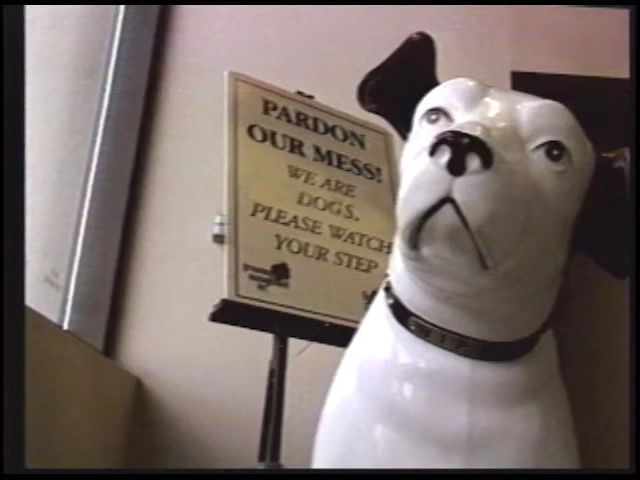 PARDON
OUR MESS!
WE ARE
DOGS.
PLEASE WATCH
YOUR STEP